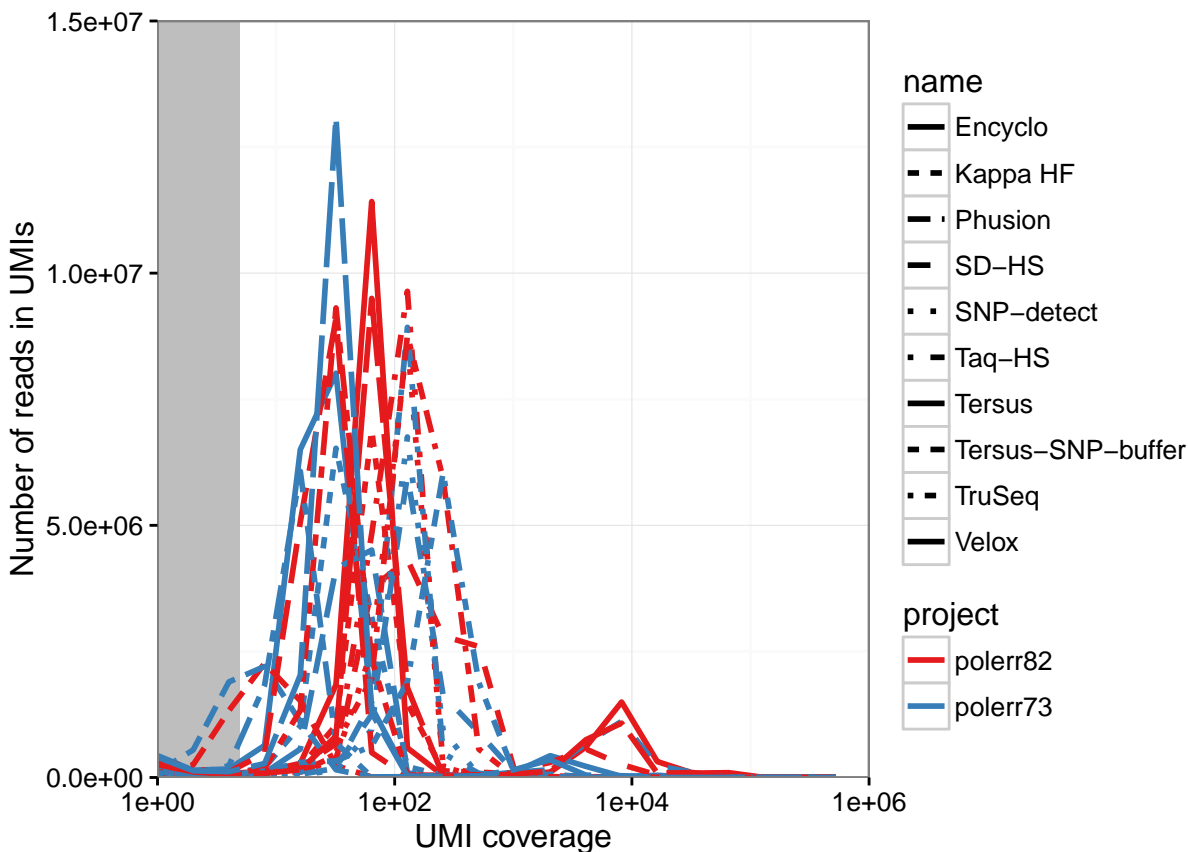 1.5e+07
1.0e+07
5.0e+06
0.0e+00
Number of reads in UMIs
1e+00
1e+02
1e+04
1e+06
UMI coverage
name
Encyclo
Kappa HF
Phusion
SD−HS
SNP−detect
Taq−HS
Tersus
Tersus−SNP−buffer
TruSeq
Velox
project
polerr82
polerr73